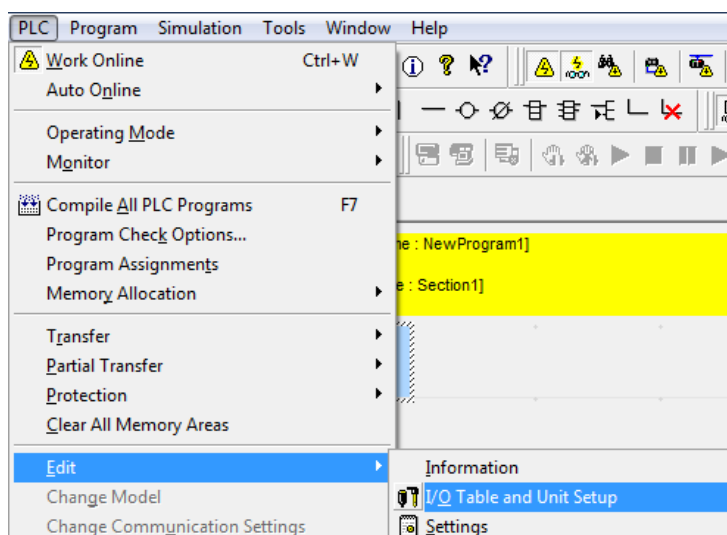 PLC Program Simulation Tools Window Help
Work Online Ctrl+W
Auto Online
Operating Mode
Monitor
Compile All PLC Programs F7
Program Check Options...
Program Assignments
Memory Allocation
: NewProgram1]
: Section1]
Transfer
Partial Transfer
Protection
Clear All Memory Areas
Edit
Information
Change Model
I/O Table and Unit Setup
Change Communication Settings
Settings